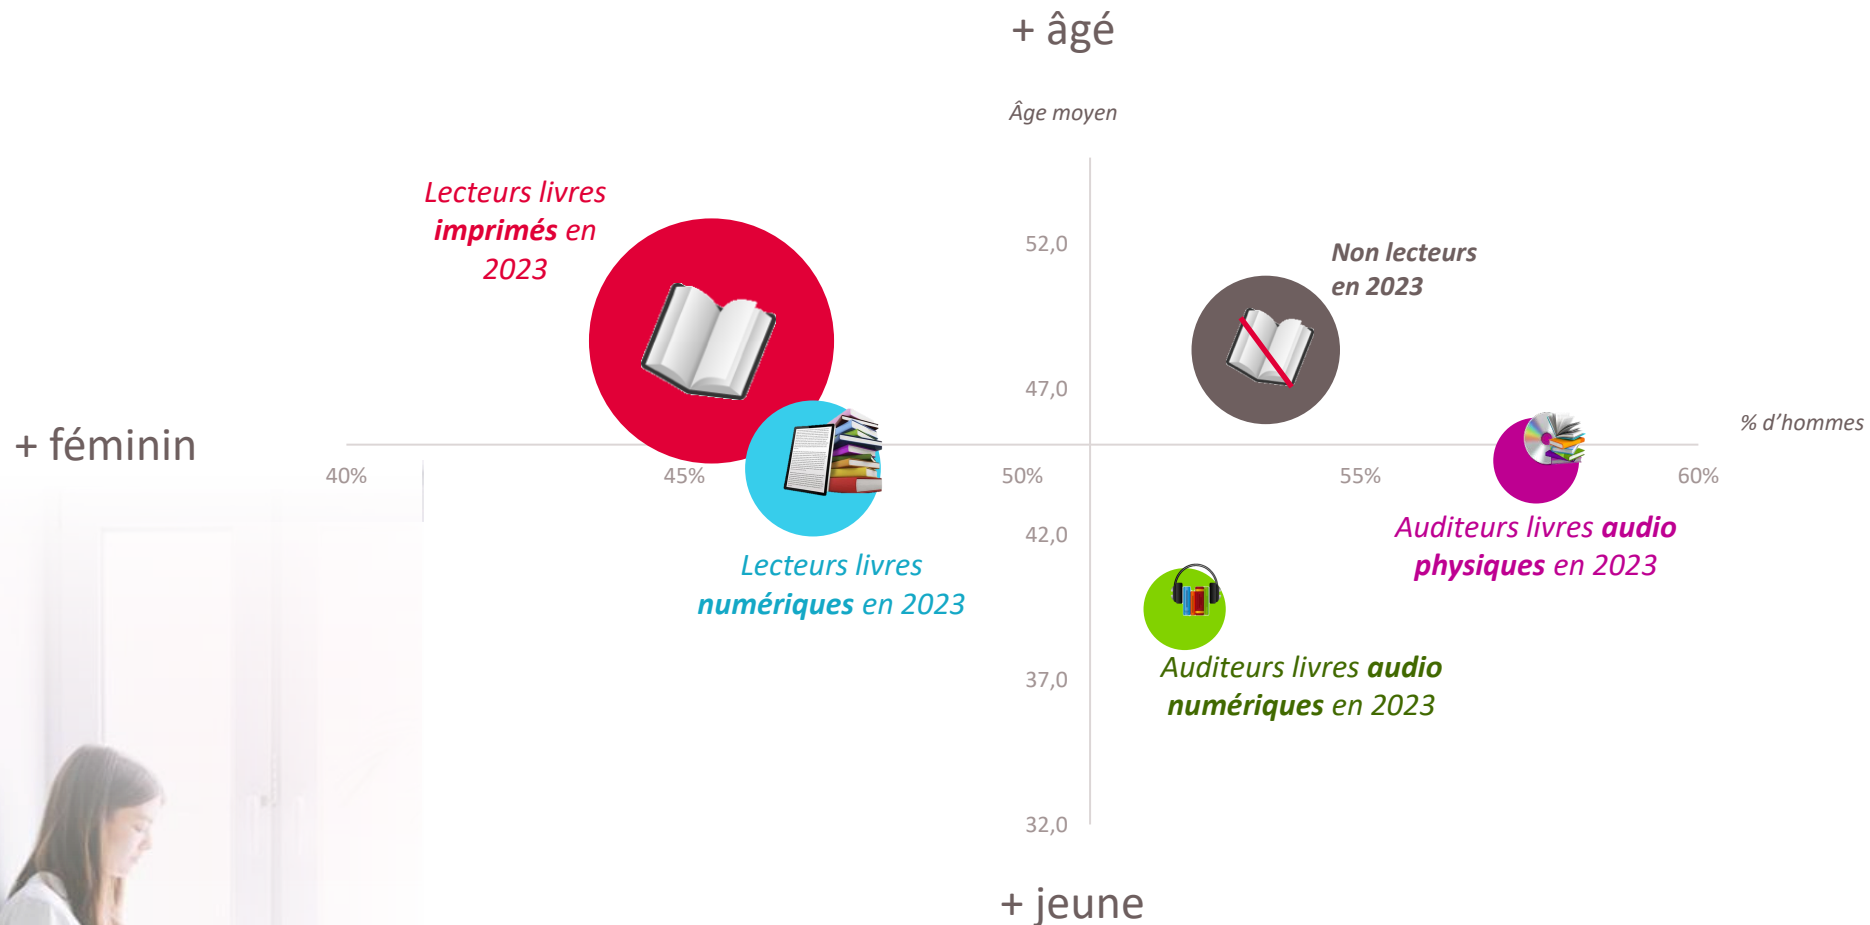 + âgé
Âge moyen
Lecteurs livres
imprimés en
2023
52,0
Non lecteurs
en 2023
47,0
% d’hommes
+ féminin
40%
45%
50%
55%
60%
42,0
Auditeurs livres audio
physiques en 2023
Lecteurs livres
numériques en 2023
37,0
Auditeurs livres audio
numériques en 2023
32,0
+ jeune